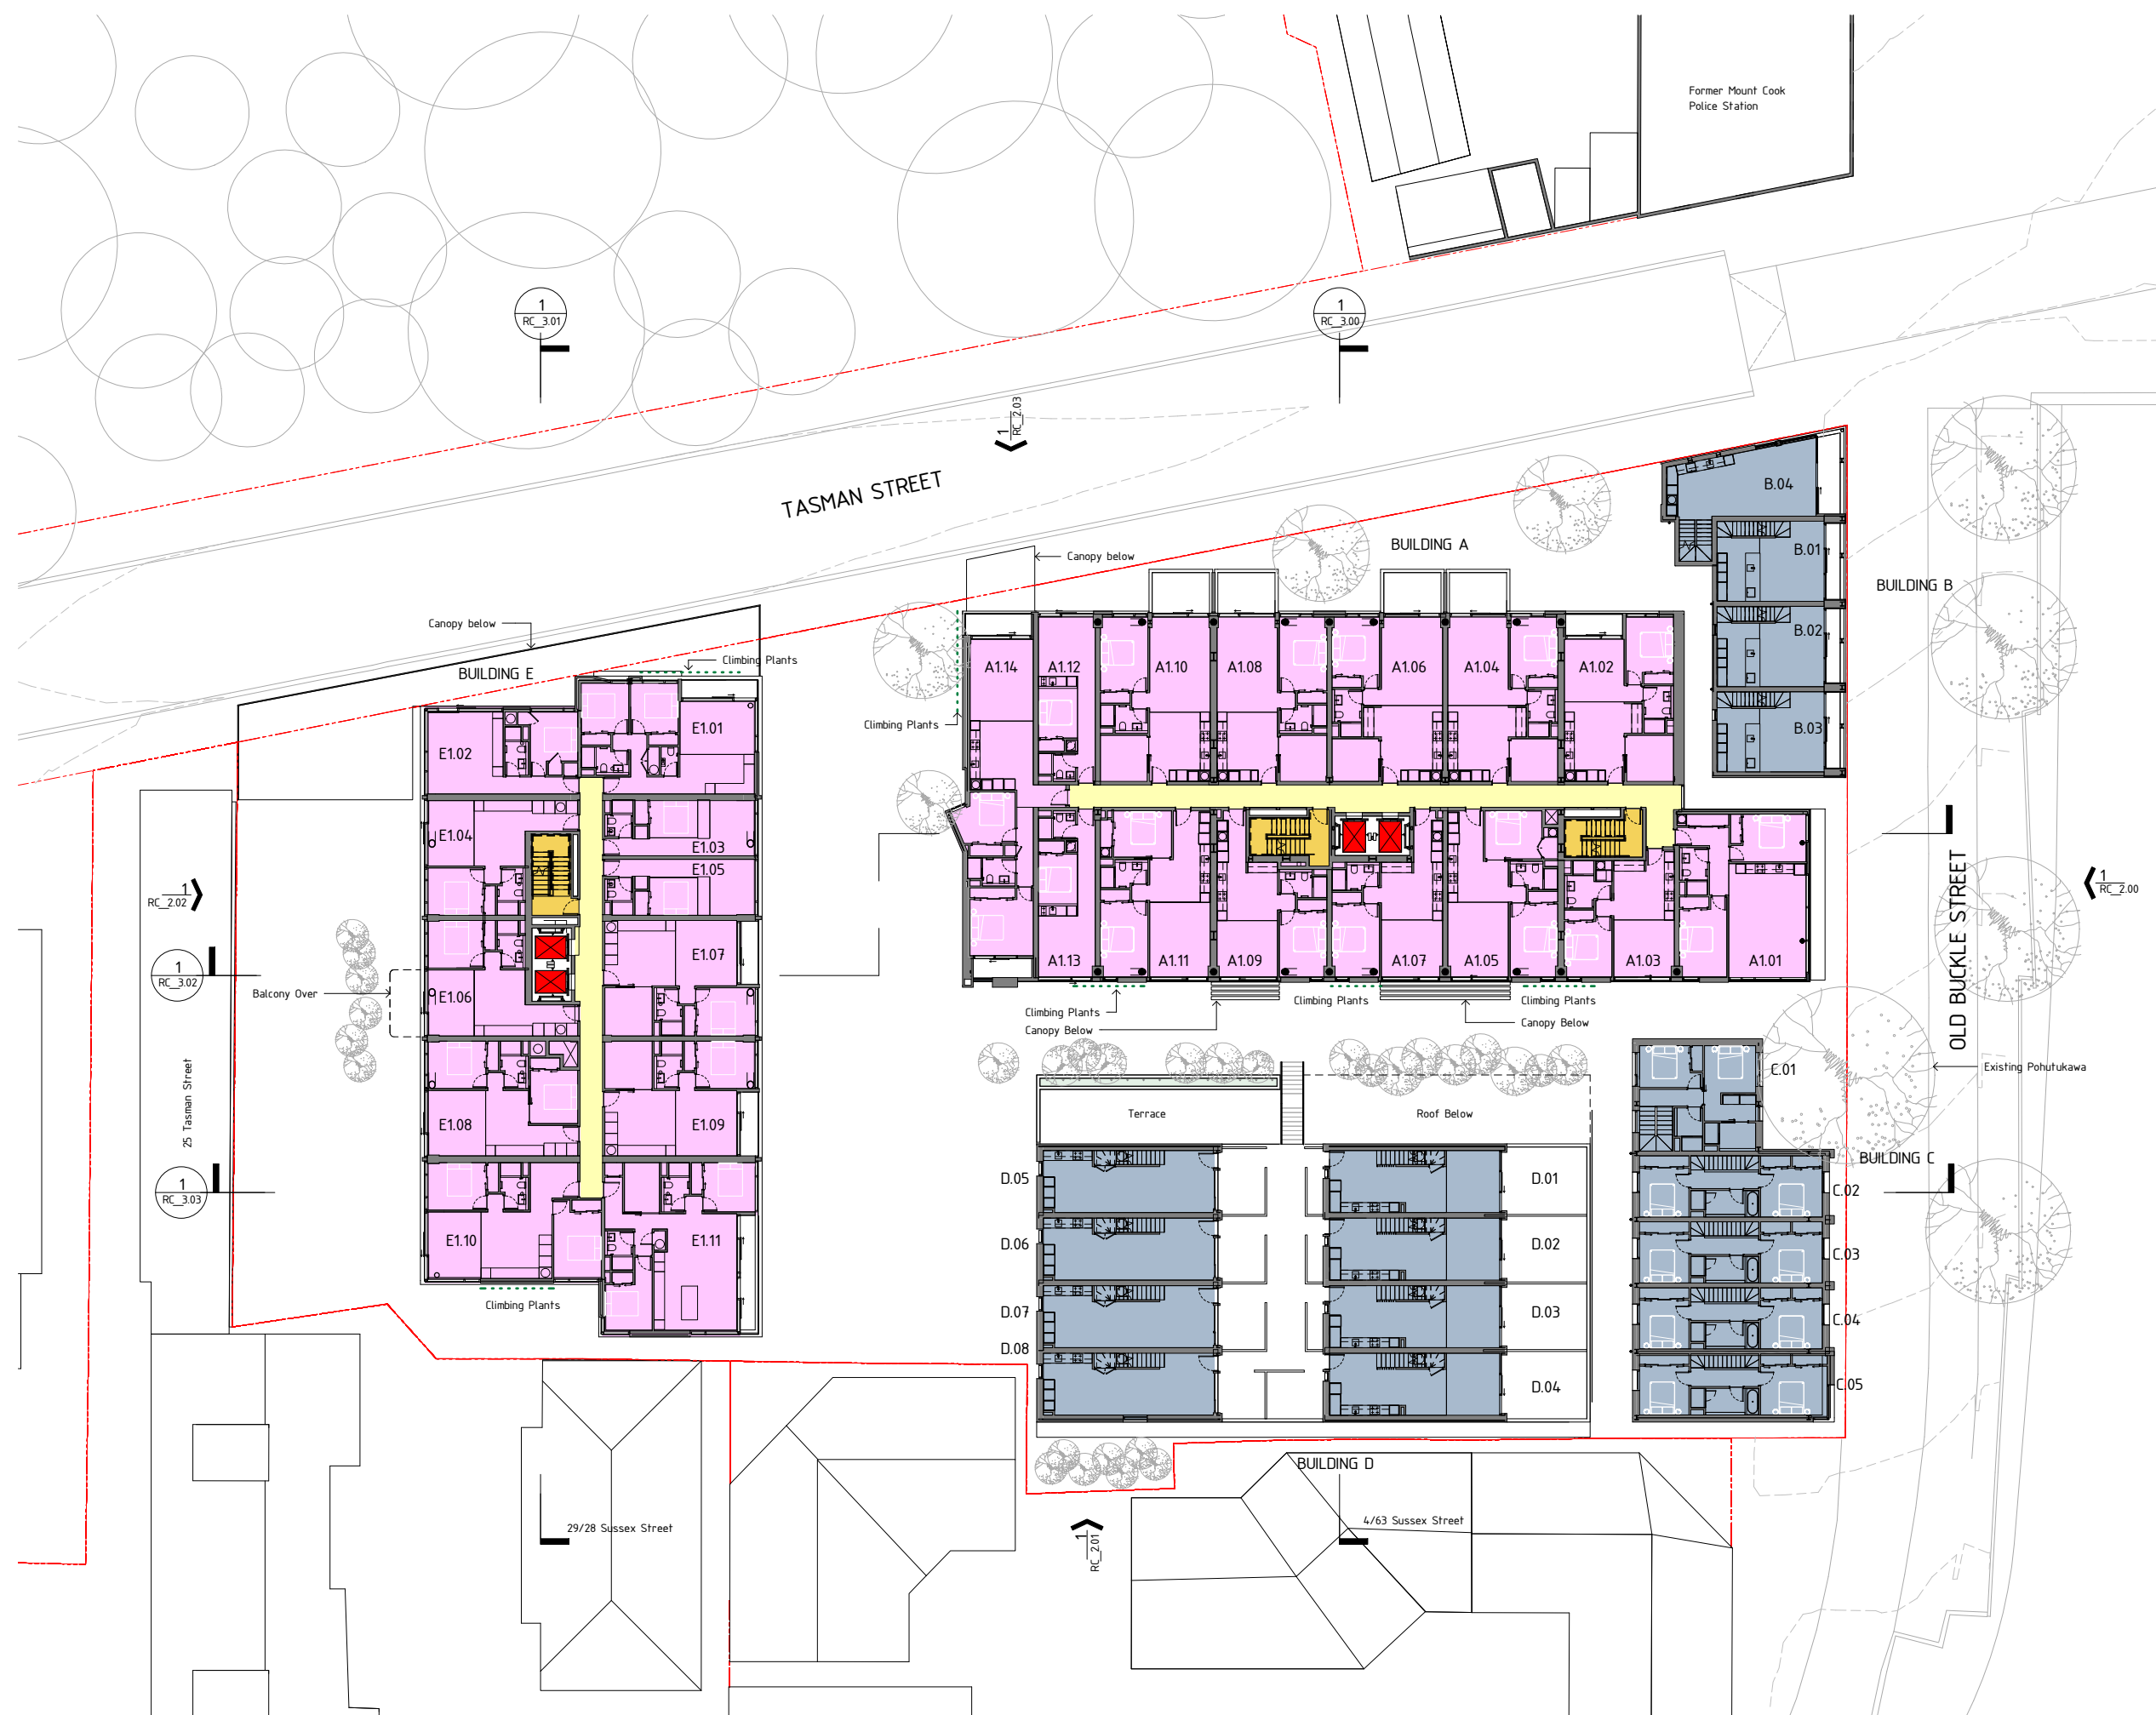 Former Mount Cook
Police Station
1
RC_3.01
1
RC_3.00
1
RC_2.03
TASMAN STREET
B.04
BUILDING A
B.01
Canopy below
BUILDING B
Canopy below
B.02
Climbing Plants
BUILDING E
A1.14
A1.12
A1.10
A1.08
A1.06
A1.04
A1.02
Climbing Plants
E1.01
B.03
E1.02
E1.04
E1.03
E1.05
1
RC_2.02
1
RC_2.00
OLD BUCKLE STREET
E1.07
A1.13
A1.11
A1.09
A1.07
A1.05
A1.03
A1.01
1
RC_3.02
Balcony Over
E1.06
Climbing Plants
Climbing Plants
Climbing Plants
Canopy Below
Canopy Below
Existing Pohutukawa
C.01
25 Tasman Street
Terrace
Roof Below
E1.08
E1.09
BUILDING C
D.05
D.01
C.02
1
RC_3.03
E1.10
E1.11
D.06
D.02
C.03
Climbing Plants
D.07
D.03
C.04
D.08
D.04
C.05
BUILDING D
29/28 Sussex Street
4/63 Sussex Street
1
RC_2.01